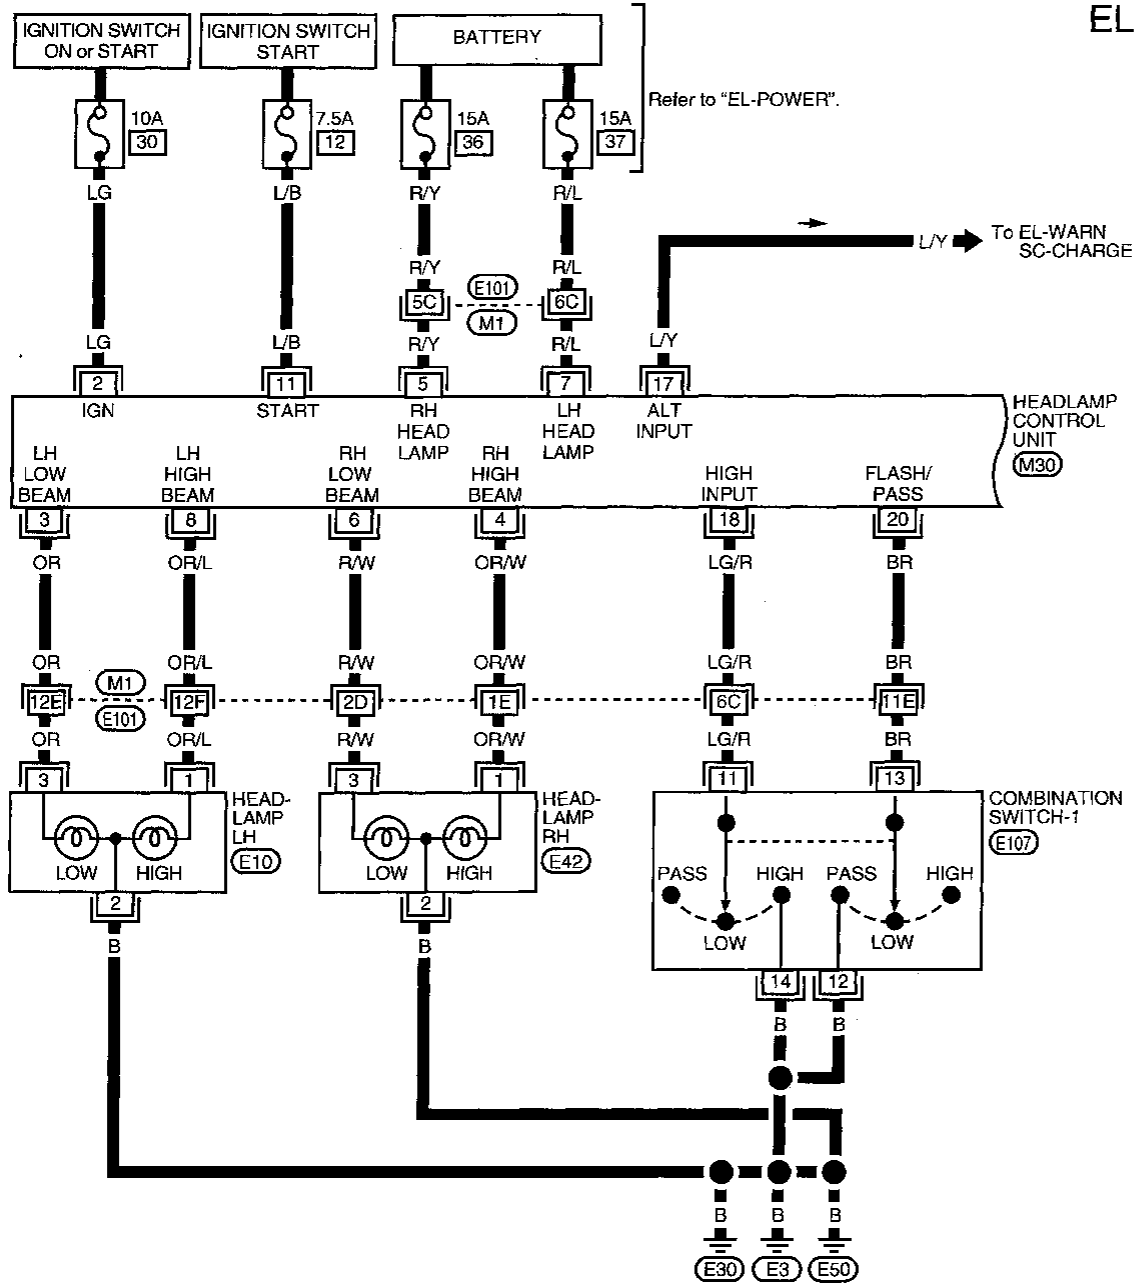 EL
IGNITION SWITCH
ON or START
IGNITION SWITCH
START
BATTERY
Refer to “EL-POWER”.
10A
30
7.5A
12
15A
36
15A
37
LG
L/B
R/Y
R/L
To EL-WARN
SC-CHARGE
L/Y
R/Y
R/L
5C
E101
M1
6C
LG
L/B
R/Y
R/L
L/Y
2
11
5
7
17
IGN
START
RH
HEAD
LAMP
LH
HEAD
LAMP
ALT
INPUT
HEADLAMP
CONTROL
UNIT
M30
LH
LOW
BEAM
LH
HIGH
BEAM
RH
LOW
BEAM
RH
HIGH
BEAM
HIGH
INPUT
FLASH/
PASS
3
8
6
4
18
20
OR
OR/L
R/W
OR/W
LG/R
BR
OR
OR/L
R/W
OR/W
LG/R
BR
12E
M1
E101
12F
2D
1E
6C
11E
OR
OR/L
R/W
OR/W
LG/R
BR
3
1
3
1
11
13
HEAD-
LAMP
LH
E10
HEAD-
LAMP
RH
E42
COMBINATION
SWITCH-1
E107
LOW
HIGH
LOW
HIGH
PASS
HIGH
PASS
HIGH
LOW
LOW
2
2
14
12
B
B
B
B
B
B
B
E30
E3
E50